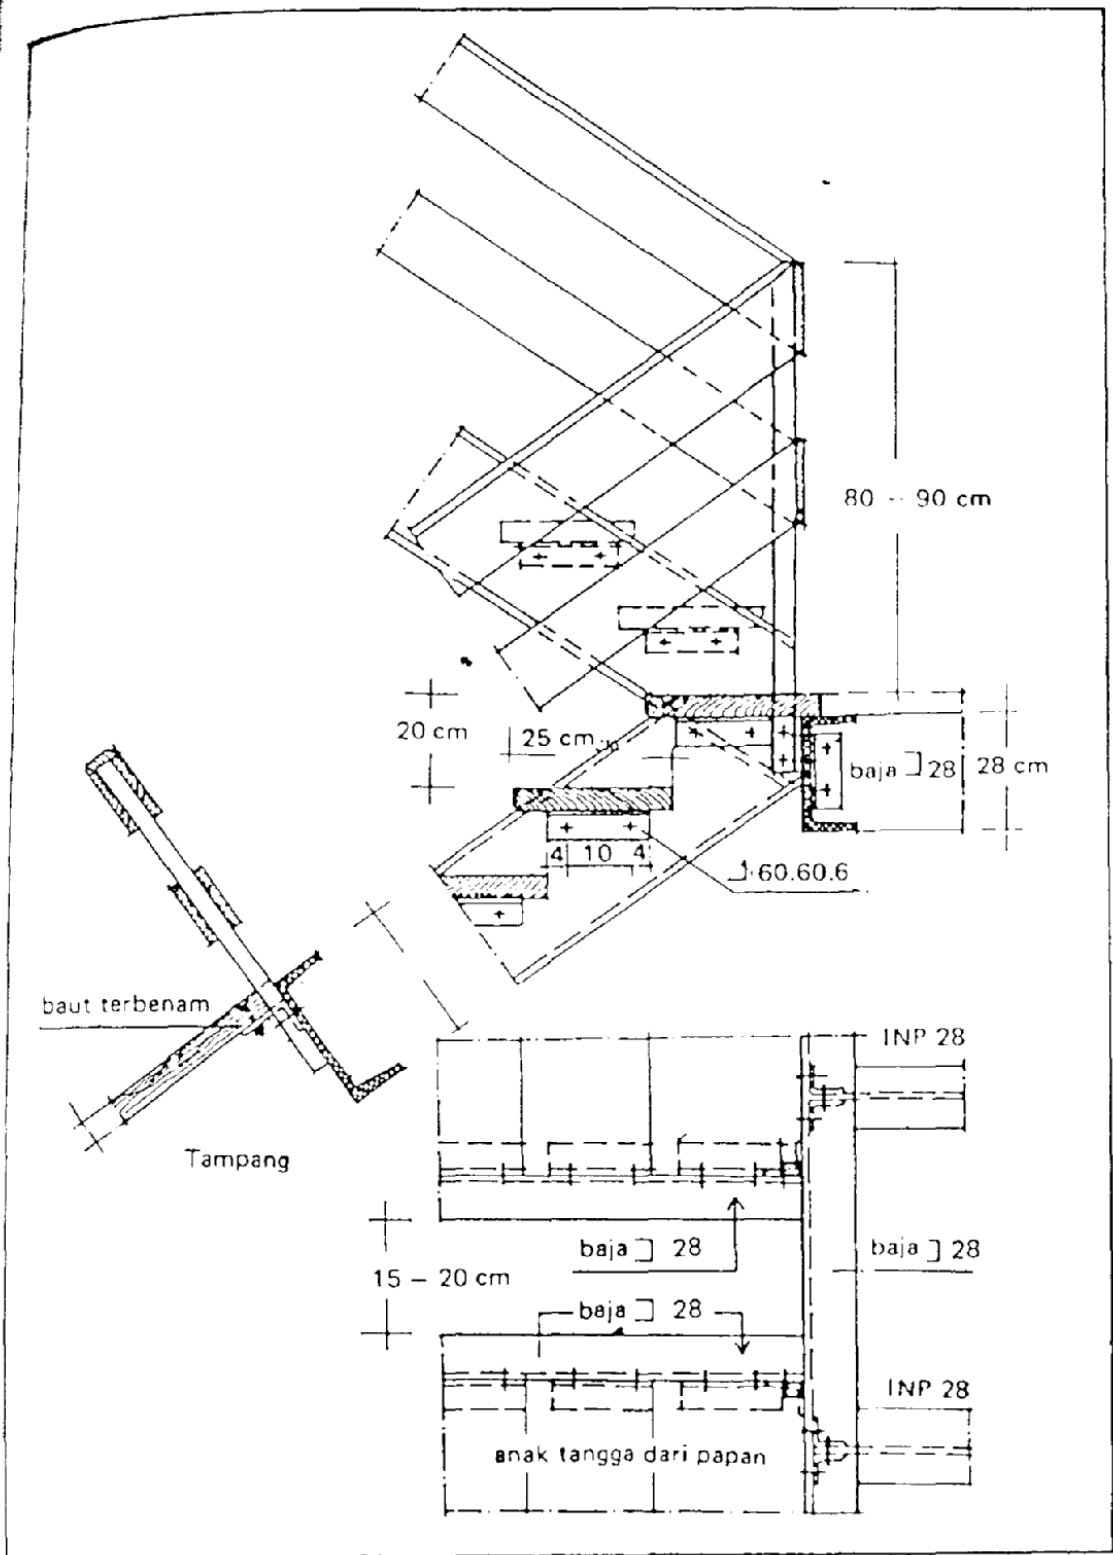 80 - 90 cm
20 cm
25 cm
baja ⊐ 28
28 cm
4 10 4
⅃ 60.60.6
baut terbenam
Tampang
INP 28
baja ⊐ 28
baja ⊐ 28
15 – 20 cm
baja ⊐ 28
INP 28
anak tangga dari papan